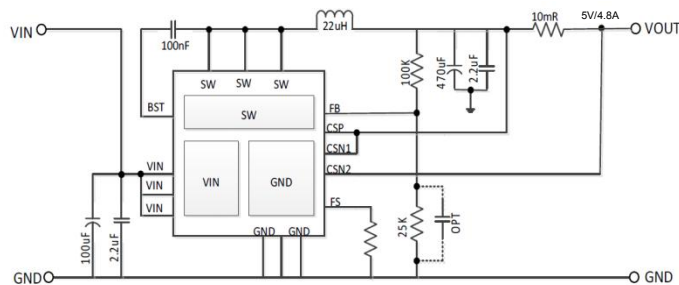 5V/4.8A
10mR
VIN
VOUT
100nF
22uH
100K
470uF
2.2uF
SW SW SW
BST
SW
FB
CSP
CSN1
CSN2
VIN
VIN
VIN
VIN
GND
FS
GND GND
100uF
2.2uF
25K
OPT
GND
GND